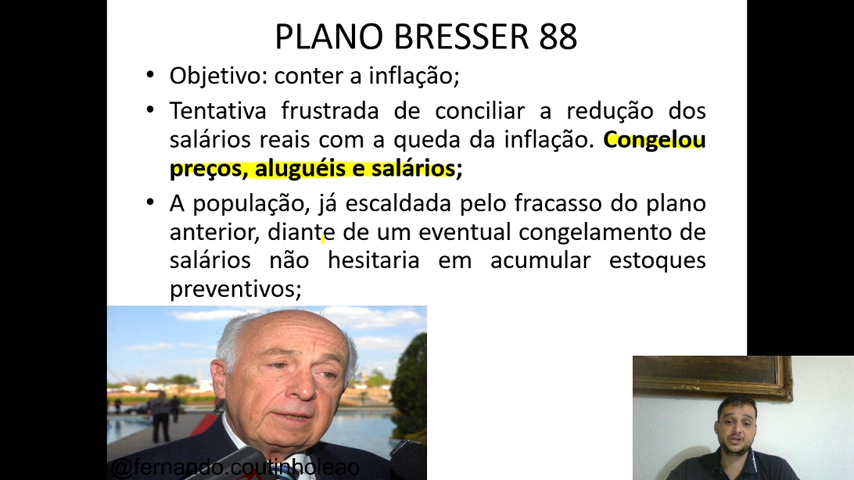 PLANO BRESSER 88
• Objetivo: conter a inflação;
• Tentativa frustrada de conciliar a redução dos
salários reais com a queda da inflação. Congelou
preços, aluguéis e salários;
• A população, já escaldada pelo fracasso do plano
anterior, diante de um eventual congelamento de
salários não hesitaria em acumular estoques
preventivos;
@fernando.coutinholeao